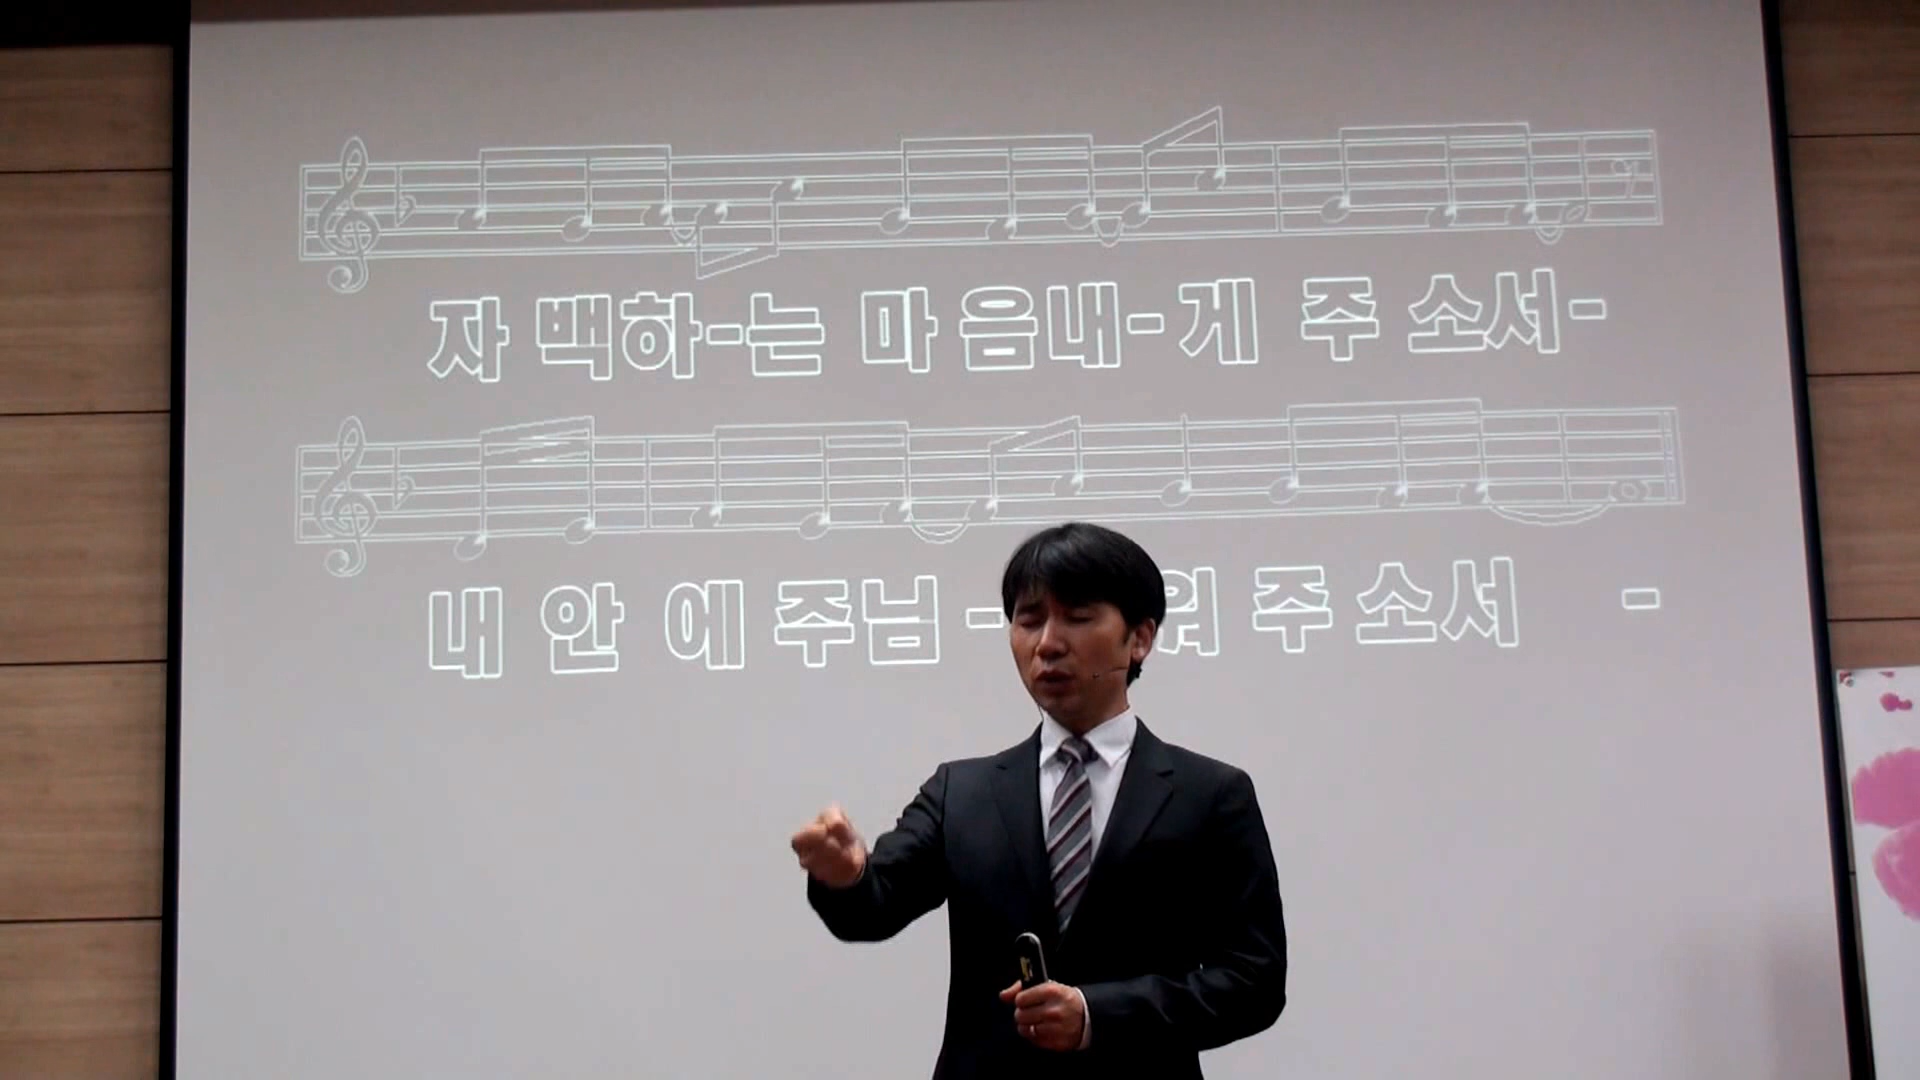 자 백하-는 마 음내-게 주 소서-
내 안 에 주님 - 워 주 소서 -